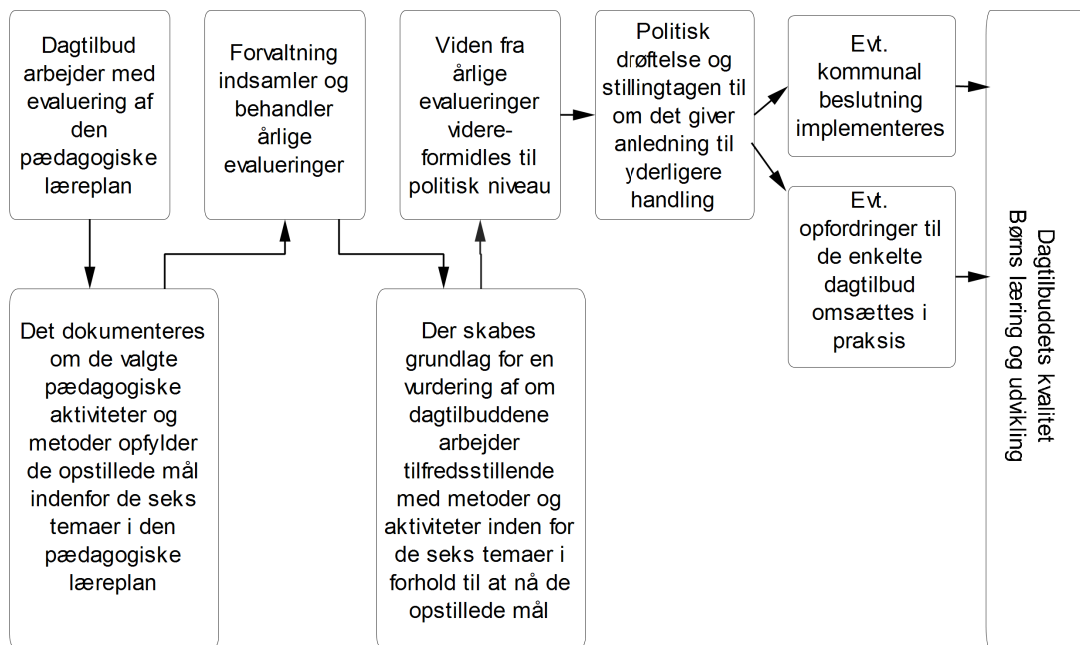 Dagtilbud
arbejder med
evaluering af
den
pædagogiske
læreplan
Det dokumenteres
om de valgte
pædagogiske
aktiviteter og
metoder opfylder
de opstillede mål
indenfor de seks
temaer i den
pædagogiske
læreplan
Forvaltning
indsamler og
behandler
årlige
evalueringer
Der skabes
grundlag for en
vurdering af om
dagtilbuddene
arbejder
tilfredsstillende
med metoder og
aktiviteter inden for
de seks temaer i
forhold til at nå de
opstillede mål
Viden fra
årlige
evalueringer
videre-
formidles til
politisk niveau
Politisk
drøftelse og
stillingtagen til
om det giver
anledning til
yderligere
handling
Evt.
kommunal
beslutning
implementeres
Evt.
opfordringer til
de enkelte
dagtilbud
omsættes i
praksis
Dagtilbuddets kvalitet
Børns læring og udvikling